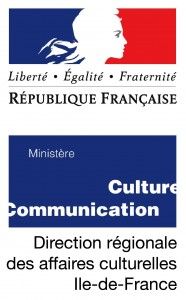 Liberté • Égalité • Fraternité
RÉPUBLIQUE FRANÇAISE
Ministère
Culture
Communication
Direction régionale
des affaires culturelles
Ile-de-France